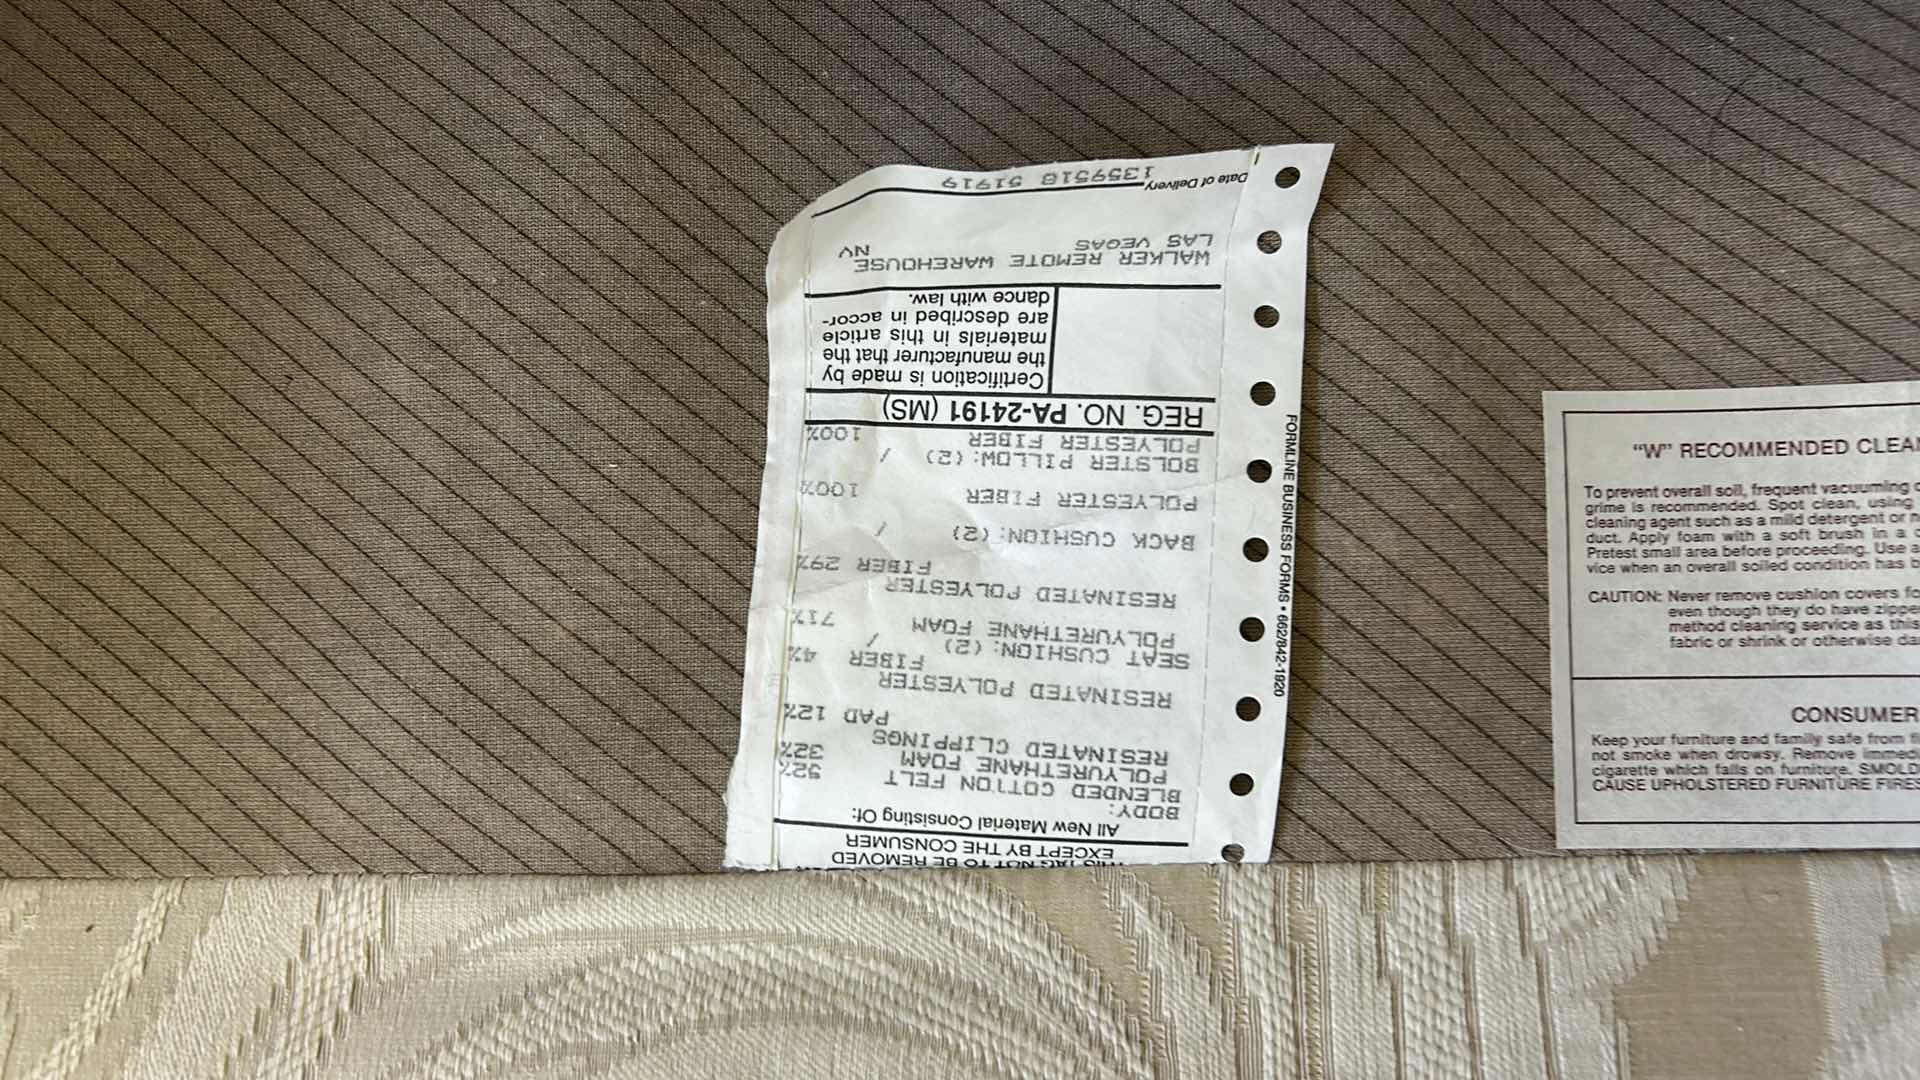 THIS TAG NOT TO BE REMOVED
EXCEPT BY THE CONSUMER
All New Material Consisting Of:
BODY:
BLENDED COTTON FELT 52%
POLYURETHANE FOAM 32%
RESINATED CLIPPINGS
PAD 12%
RESINATED POLYESTER
FIBER 4%
SEAT CUSHION: (2) /
POLYURETHANE FOAM 71%
RESINATED POLYESTER
FIBER 29%
BACK CUSHION: (2) /
POLYESTER FIBER 100%
BOLSTER PILLOW: (2) /
POLYESTER FIBER 100%
REG. NO. PA-24191 (MS)
Certification is made by
the manufacturer that the
materials in this article
are described in accor-
dance with law.
WALKER REMOTE WAREHOUSE
LAS VEGAS NV
Date of Delivery
1359518 51919
FORMLINE BUSINESS FORMS • 662/842-1920
"W" RECOMMENDED CLEA
To prevent overall soil, frequent vacuuming
grime is recommended. Spot clean, using
cleaning agent such as a mild detergent or
duct. Apply foam with a soft brush in a
Pretest small area before proceeding. Use
vice when an overall soiled condition has
CAUTION: Never remove cushion covers
even though they do have
method cleaning service as this
fabric or shrink or otherwise
CONSUMER
Keep your furniture and family safe from
not smoke when drowsy. Remove
cigarette which falls on furniture. SMOLD
CAUSE UPHOLSTERED FURNITURE FIRES